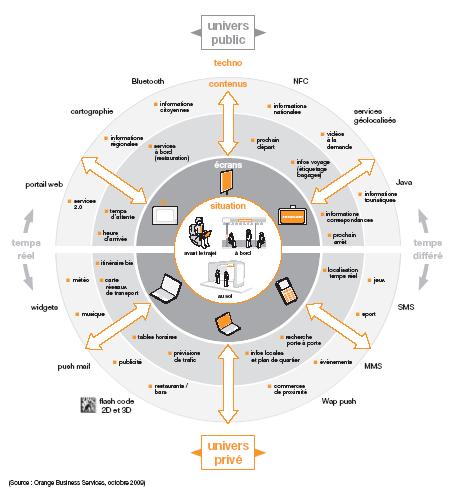 univers
public
techno
Bluetooth
contenus
NFC
informations
citoyennes
informations
nationales
cartographie
services
géolocalisés
informations
régionales
services
à bord
(restauration)
prochain
départ
vidéos
à la
demande
écrans
infos voyage
(étiquetage
bagages)
portail web
Java
services
2.0
temps
d'attente
situation
informations
touristiques
informations
correspondances
heure
d'arrivée
prochain
arrêt
temps
réel
avant le trajet
à bord
temps
différé
itinéraire bis
localisation
temps réel
météo
carte
réseaux
de transport
au sol
jeux
widgets
SMS
musique
sport
tables horaires
recherche
porte à porte
push mail
publicité
prévisions
de trafic
infos locales
et plan de quartier
évènements
MMS
flash code
2D et 3D
restaurants /
bars
commerces
de proximité
Wap push
univers
privé
(Source : Orange Business Services, octobre 2009)